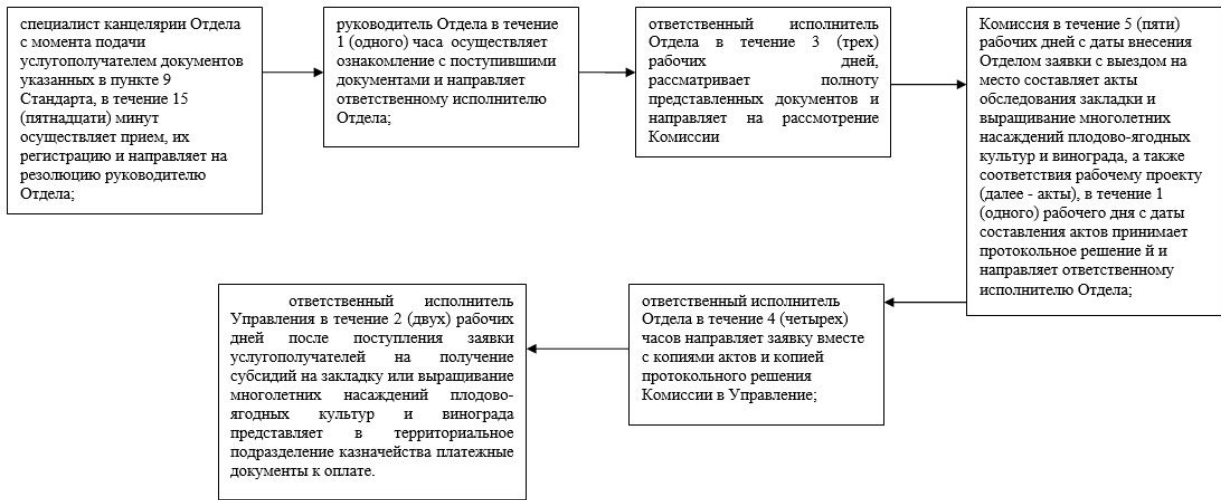 специалист канцелярии Отдела
с момента подачи
услугополучателем документов
указанных в пункте 9
Стандарта, в течение 15
(пятнадцати) минут
осуществляет прием, их
регистрацию и направляет на
резолюцию руководителю
Отдела;
руководитель Отдела в течение
1 (одного) часа осуществляет
ознакомление с поступившими
документами и направляет
ответственному исполнителю
Отдела;
ответственный исполнитель
Отдела в течение 3 (трех)
рабочих дней,
рассматривает полноту
представленных документов и
направляет на рассмотрение
Комиссии
Комиссия в течение 5 (пяти)
рабочих дней с даты внесения
Отделом заявки с выездом на
место составляет акты
обследования закладки и
выращивание многолетних
насаждений плодово-ягодных
культур и винограда, а также
соответствия рабочему проекту
(далее - акты), в течение 1
(одного) рабочего дня с даты
составления актов принимает
протокольное решение й и
направляет ответственному
исполнителю Отдела;
ответственный исполнитель
Отдела в течение 4 (четырех)
часов направляет заявку вместе
с копиями актов и копией
протокольного решения
Комиссии в Управление;
ответственный исполнитель
Управления в течение 2 (двух) рабочих
дней после поступления заявки
услугополучателей на получение
субсидий на закладку или выращивание
многолетних насаждений плодово-
ягодных культур и винограда
представляет в территориальное
подразделение казначейства платежные
документы к оплате.